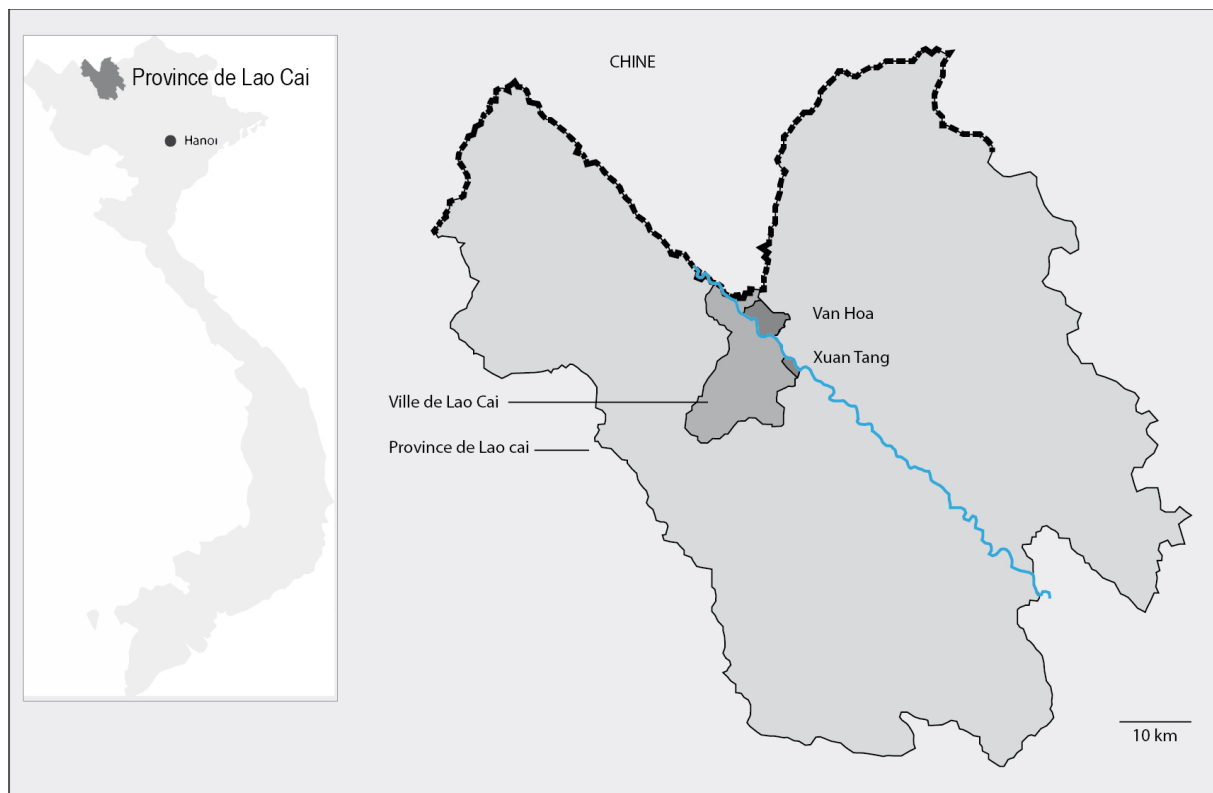 Province de Lao Cai
Hanoi
CHINE
Van Hoa
Xuan Tang
Ville de Lao Cai
Province de Lao cai
10 km